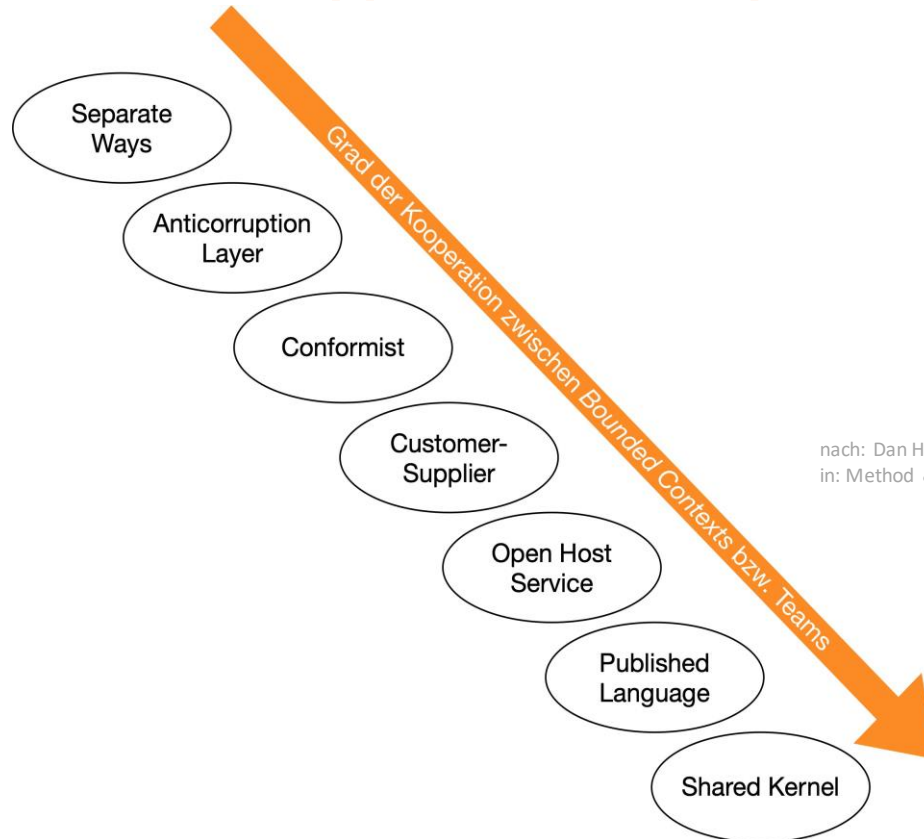 Separate
Ways
Grad der Kooperation zwischen Bounded Contexts bzw. Teams
Anticorruption
Layer
Conformist
Customer-
Supplier
nach: Dan H
in: Method
Open Host
Service
Published
Language
Shared Kernel